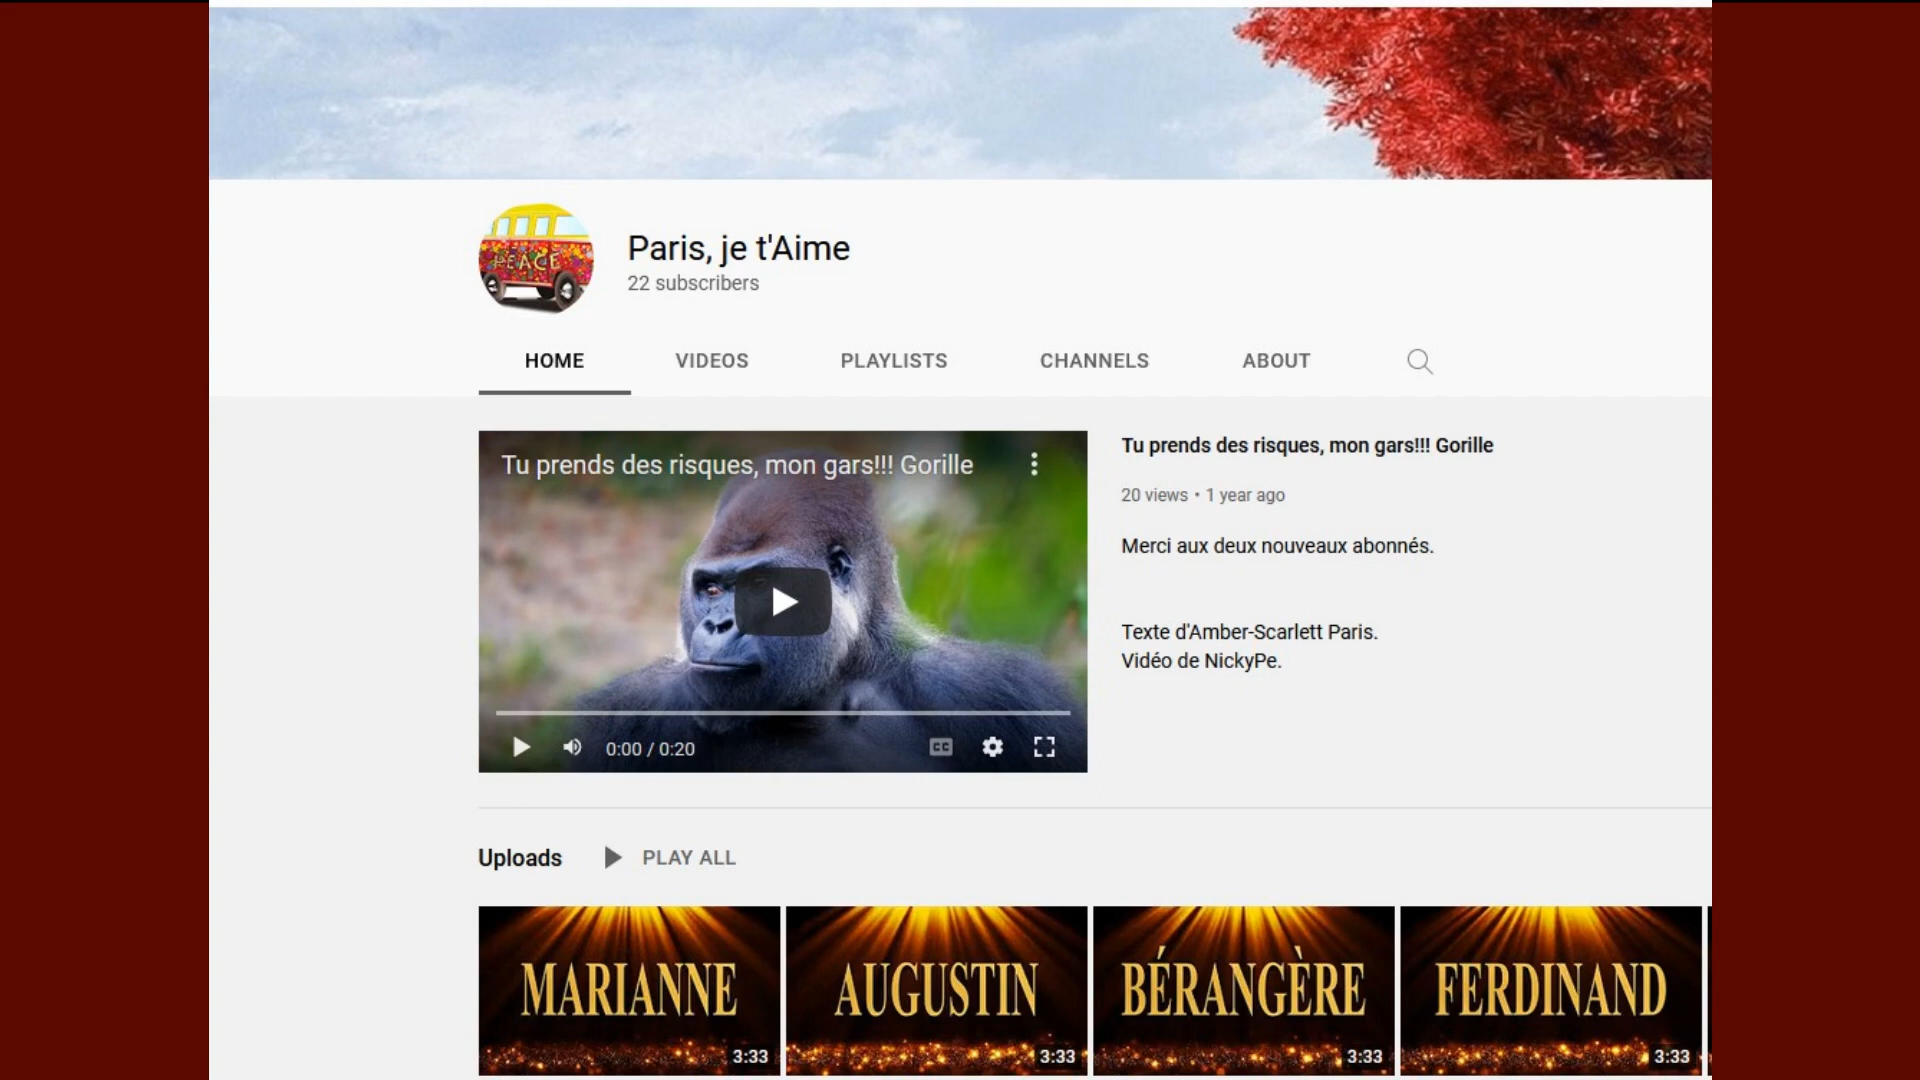 PEACE
Paris, je t'Aime
22 subscribers
HOME VIDEOS PLAYLISTS CHANNELS ABOUT
Tu prends des risques, mon gars!!! Gorille
0:00 / 0:20
CC
Tu prends des risques, mon gars!!! Gorille
20 views • 1 year ago
Merci aux deux nouveaux abonnés.
Texte d'Amber-Scarlett Paris.
Vidéo de NickyPe.
Uploads PLAY ALL
MARIANNE
3:33
AUGUSTIN
3:33
BÉRANGÈRE
3:33
FERDINAND
3:33